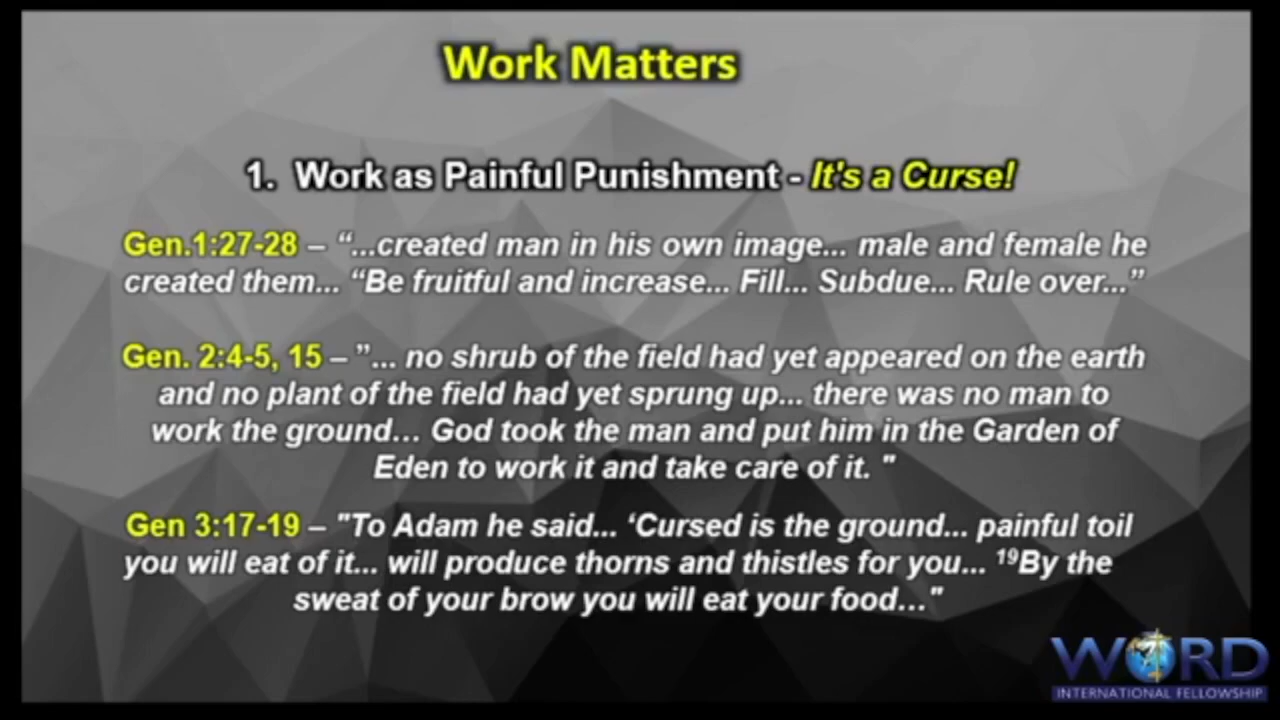 Work Matters
1. Work as Painful Punishment - It's a Curse!
Gen.1:27-28 – “...created man in his own image... male and female he
created them... “Be fruitful and increase... Fill... Subdue... Rule over...”
Gen. 2:4-5, 15 – ”... no shrub of the field had yet appeared on the earth
and no plant of the field had yet sprung up... there was no man to
work the ground… God took the man and put him in the Garden of
Eden to work it and take care of it. "
Gen 3:17-19 – "To Adam he said... ‘Cursed is the ground... painful toil
you will eat of it... will produce thorns and thistles for you... ¹⁹By the
sweat of your brow you will eat your food…"
WORD
INTERNATIONAL FELLOWSHIP